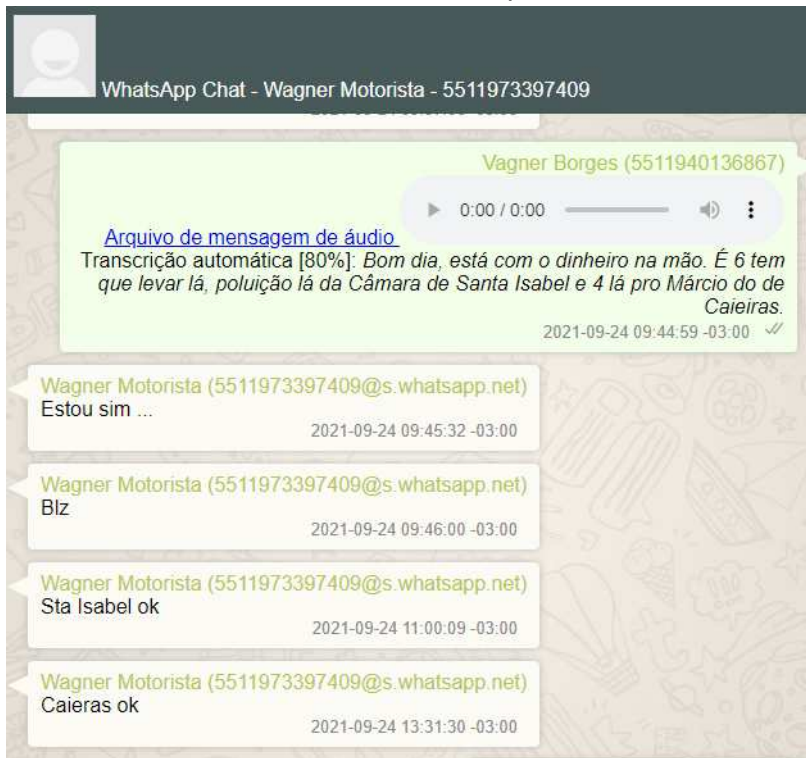 WhatsApp Chat - Wagner Motorista - 5511973397409
Vagner Borges (5511940136867)
0:00 / 0:00
Arquivo de mensagem de áudio
Transcrição automática [80%]: Bom dia, está com o dinheiro na mão. É 6 tem
que levar lá, poluição lá da Câmara de Santa Isabel e 4 lá pro Márcio do de
Caieiras.
2021-09-24 09:44:59 -03:00
Wagner Motorista (5511973397409@s.whatsapp.net)
Estou sim ...
2021-09-24 09:45:32 -03:00
Wagner Motorista (5511973397409@s.whatsapp.net)
Blz
2021-09-24 09:46:00 -03:00
Wagner Motorista (5511973397409@s.whatsapp.net)
Sta Isabel ok
2021-09-24 11:00:09 -03:00
Wagner Motorista (5511973397409@s.whatsapp.net)
Caieras ok
2021-09-24 13:31:30 -03:00